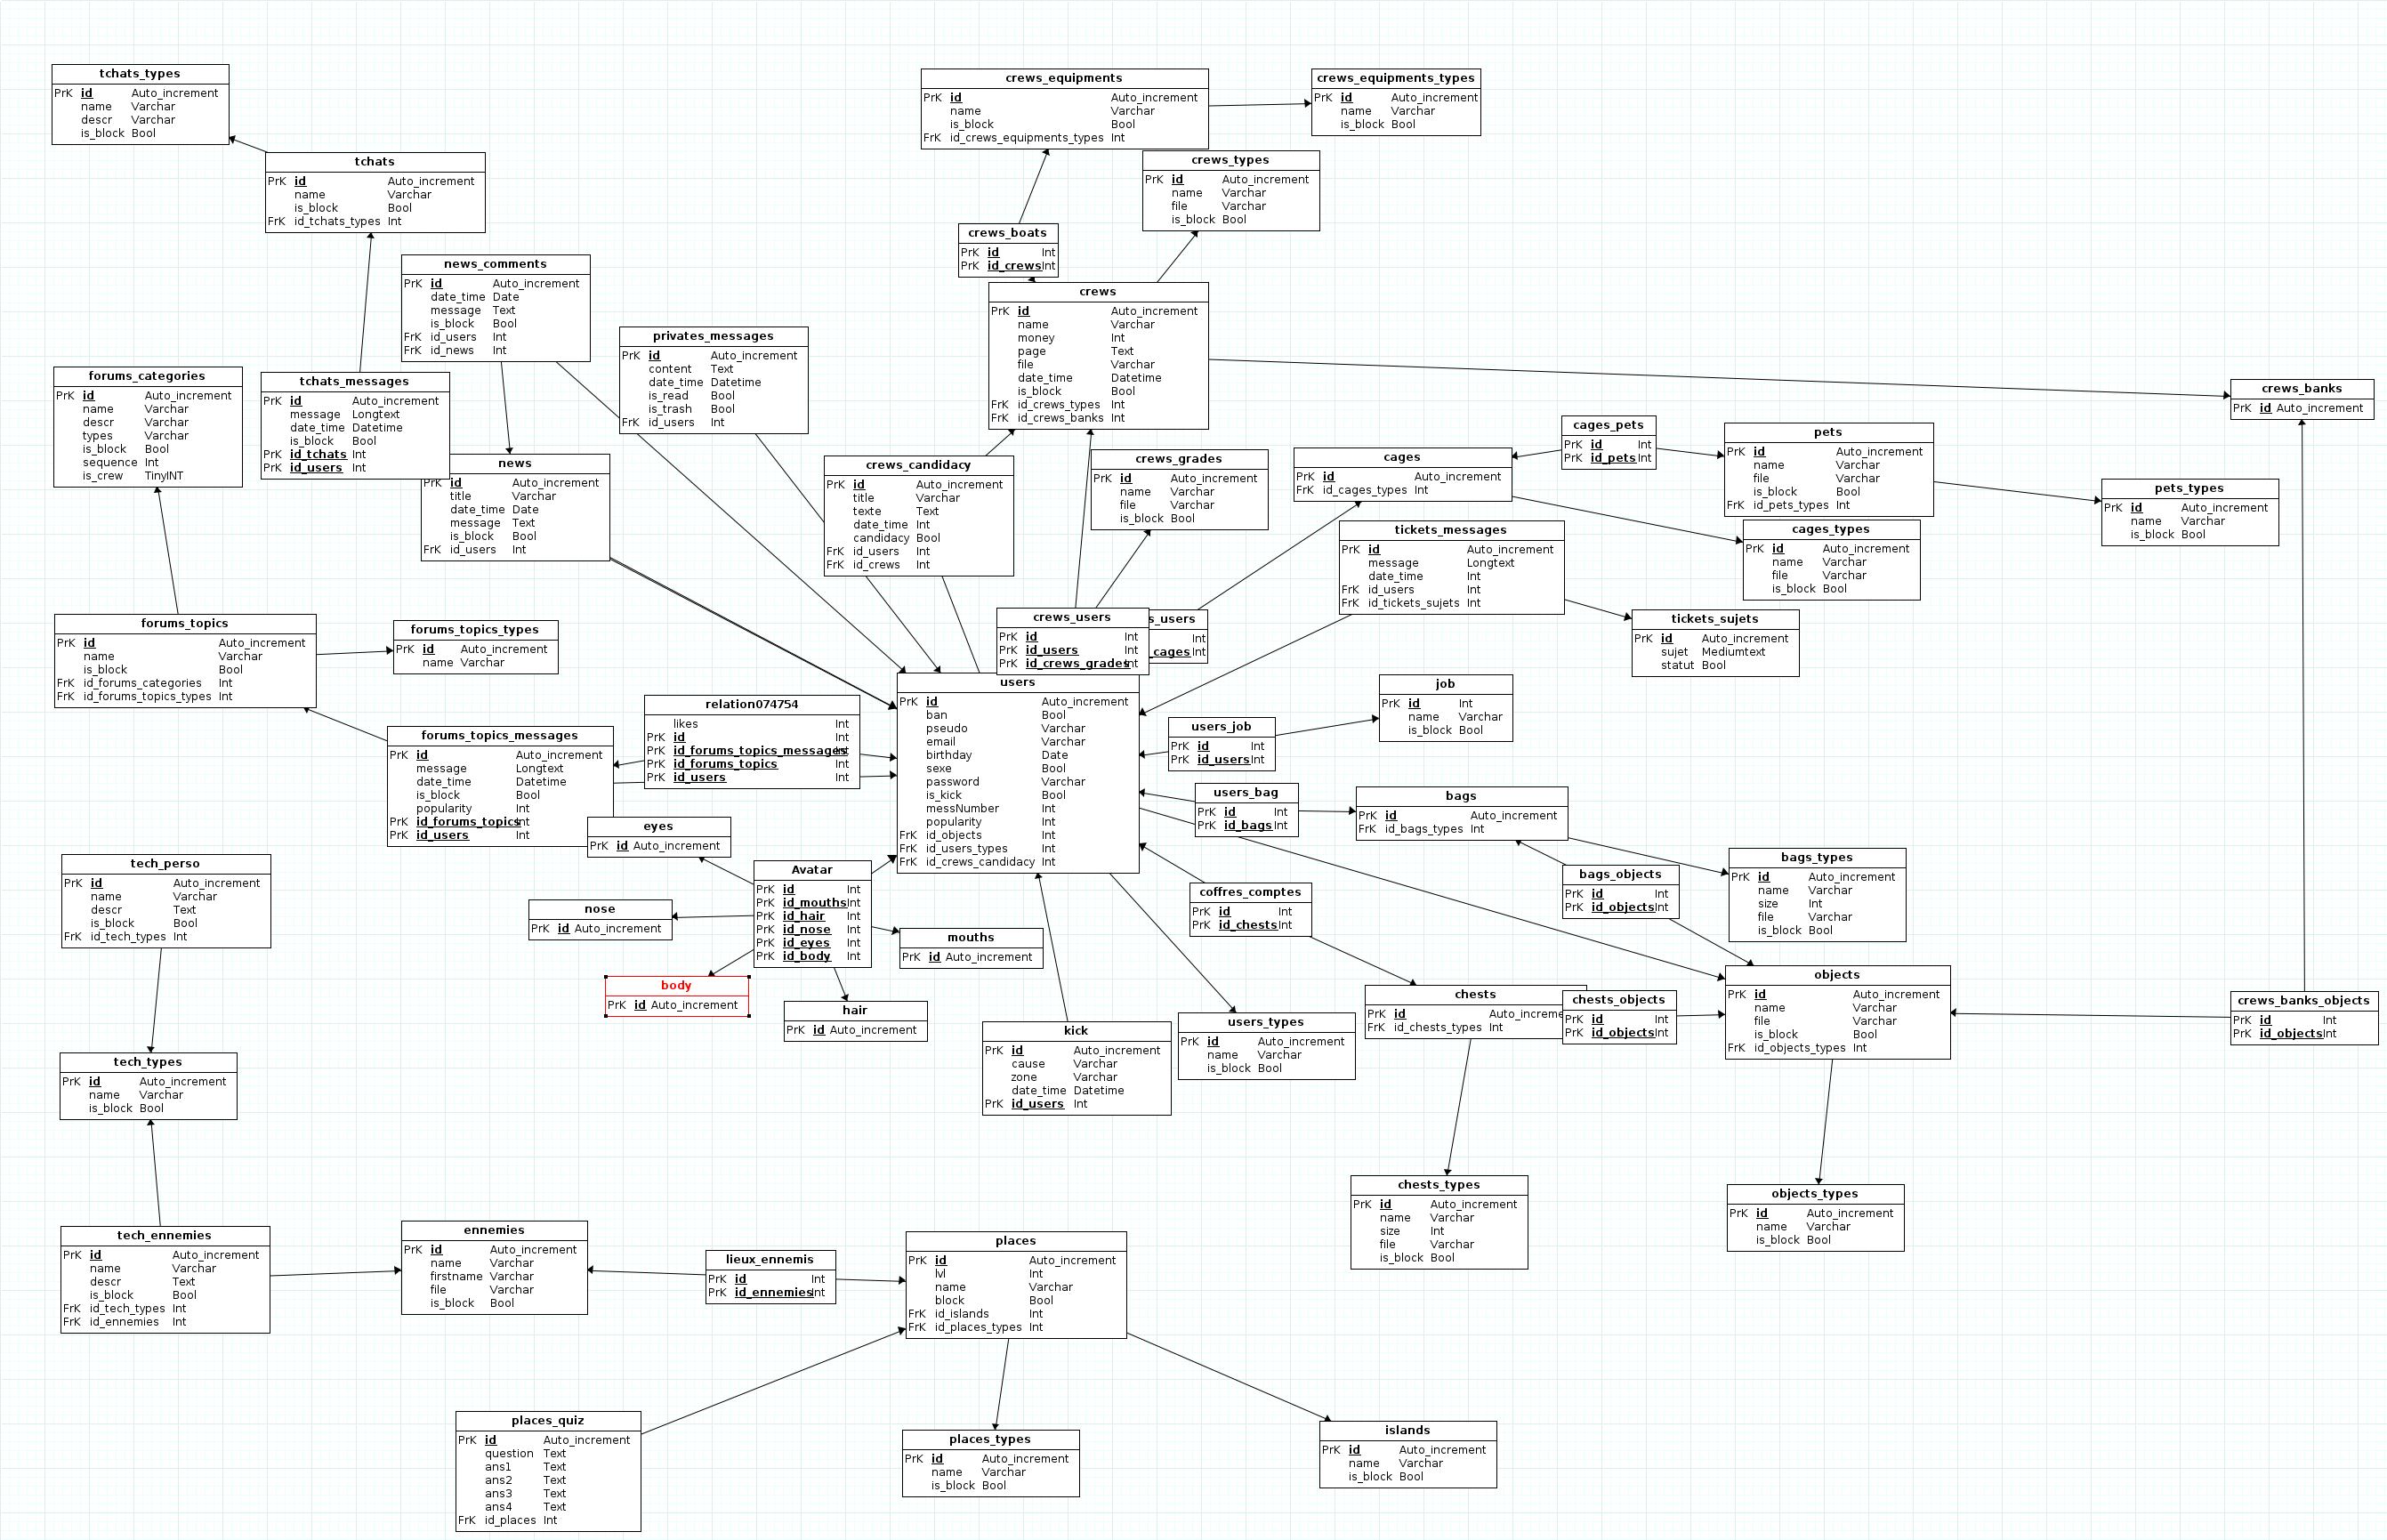 tchats_types
PrK id Auto_increment
name Varchar
descr Varchar
is_block Bool
crews_equipments
PrK id Auto_increment
name Varchar
is_block Bool
FrK id_crews_equipments_types Int
crews_equipments_types
PrK id Auto_increment
name Varchar
is_block Bool
tchats
PrK id Auto_increment
name Varchar
is_block Bool
FrK id_tchats_types Int
crews_types
PrK id Auto_increment
name Varchar
file Varchar
is_block Bool
crews_boats
PrK id Int
PrK id_crews Int
news_comments
PrK id Auto_increment
date_time Date
message Text
is_block Bool
FrK id_users Int
FrK id_news Int
crews
PrK id Auto_increment
name Varchar
money Int
page Text
file Varchar
date_time Datetime
is_block Bool
FrK id_crews_types Int
FrK id_crews_banks Int
privates_messages
PrK id Auto_increment
content Text
date_time Datetime
is_read Bool
is_trash Bool
FrK id_users Int
forums_categories
PrK id Auto_increment
name Varchar
descr Varchar
types Varchar
is_block Bool
sequence Int
is_crew TinyINT
tchats_messages
PrK id Auto_increment
message Longtext
date_time Datetime
is_block Bool
PrK id_tchats Int
PrK id_users Int
crews_banks
PrK id Auto_increment
cages_pets
PrK id Int
PrK id_pets Int
pets
PrK id Auto_increment
name Varchar
file Varchar
is_block Bool
FrK id_pets_types Int
news
PrK id Auto_increment
title Varchar
date_time Date
message Text
is_block Bool
FrK id_users Int
crews_candidacy
PrK id Auto_increment
title Varchar
texte Text
date_time Int
candidacy Bool
FrK id_users Int
FrK id_crews Int
crews_grades
PrK id Auto_increment
name Varchar
file Varchar
is_block Bool
cages
PrK id Auto_increment
FrK id_cages_types Int
pets_types
PrK id Auto_increment
name Varchar
is_block Bool
tickets_messages
PrK id Auto_increment
message Longtext
date_time Int
FrK id_users Int
FrK id_tickets_sujets Int
cages_types
PrK id Auto_increment
name Varchar
file Varchar
is_block Bool
crews_users
PrK id Int
PrK id_users Int
PrK id_crews_grades Int
s_users
Int
_cages Int
tickets_sujets
PrK id Auto_increment
sujet Mediumtext
statut Bool
forums_topics
PrK id Auto_increment
name Varchar
is_block Bool
FrK id_forums_categories Int
FrK id_forums_topics_types Int
forums_topics_types
PrK id Auto_increment
name Varchar
users
PrK id Auto_increment
ban Bool
pseudo Varchar
email Varchar
birthday Date
sexe Bool
password Varchar
is_kick Bool
messNumber Int
popularity Int
FrK id_objects Int
FrK id_users_types Int
FrK id_crews_candidacy Int
job
PrK id Int
name Varchar
is_block Bool
relation074754
likes Int
PrK id Int
PrK id_forums_topics_messages Int
PrK id_forums_topics Int
PrK id_users Int
users_job
PrK id Int
PrK id_users Int
forums_topics_messages
PrK id Auto_increment
message Longtext
date_time Datetime
is_block Bool
popularity Int
PrK id_forums_topics Int
PrK id_users Int
users_bag
PrK id Int
PrK id_bags Int
bags
PrK id Auto_increment
FrK id_bags_types Int
eyes
PrK id Auto_increment
tech_perso
PrK id Auto_increment
name Varchar
descr Text
is_block Bool
FrK id_tech_types Int
Avatar
PrK id Int
PrK id_mouths Int
PrK id_hair Int
PrK id_nose Int
PrK id_eyes Int
PrK id_body Int
bags_types
PrK id Auto_increment
name Varchar
size Int
file Varchar
is_block Bool
bags_objects
PrK id Int
PrK id_objects Int
coffres_comptes
PrK id Int
PrK id_chests Int
nose
PrK id Auto_increment
mouths
PrK id Auto_increment
body
PrK id Auto_increment
hair
PrK id Auto_increment
objects
PrK id Auto_increment
name Varchar
file Varchar
is_block Bool
FrK id_objects_types Int
chests
PrK id Auto_increme
FrK id_chests_types Int
chests_objects
PrK id Int
PrK id_objects Int
crews_banks_objects
PrK id Int
PrK id_objects Int
kick
PrK id Auto_increment
cause Varchar
zone Varchar
date_time Datetime
PrK id_users Int
users_types
PrK id Auto_increment
name Varchar
is_block Bool
tech_types
PrK id Auto_increment
name Varchar
is_block Bool
chests_types
PrK id Auto_increment
name Varchar
size Int
file Varchar
is_block Bool
objects_types
PrK id Auto_increment
name Varchar
is_block Bool
tech_ennemies
PrK id Auto_increment
name Varchar
descr Text
is_block Bool
FrK id_tech_types Int
FrK id_ennemies Int
ennemies
PrK id Auto_increment
name Varchar
firstname Varchar
file Varchar
is_block Bool
lieux_ennemis
PrK id Int
PrK id_ennemies Int
places
PrK id Auto_increment
lvl Int
name Varchar
block Bool
FrK id_islands Int
FrK id_places_types Int
places_quiz
PrK id Auto_increment
question Text
ans1 Text
ans2 Text
ans3 Text
ans4 Text
FrK id_places Int
places_types
PrK id Auto_increment
name Varchar
is_block Bool
islands
PrK id Auto_increment
name Varchar
is_block Bool